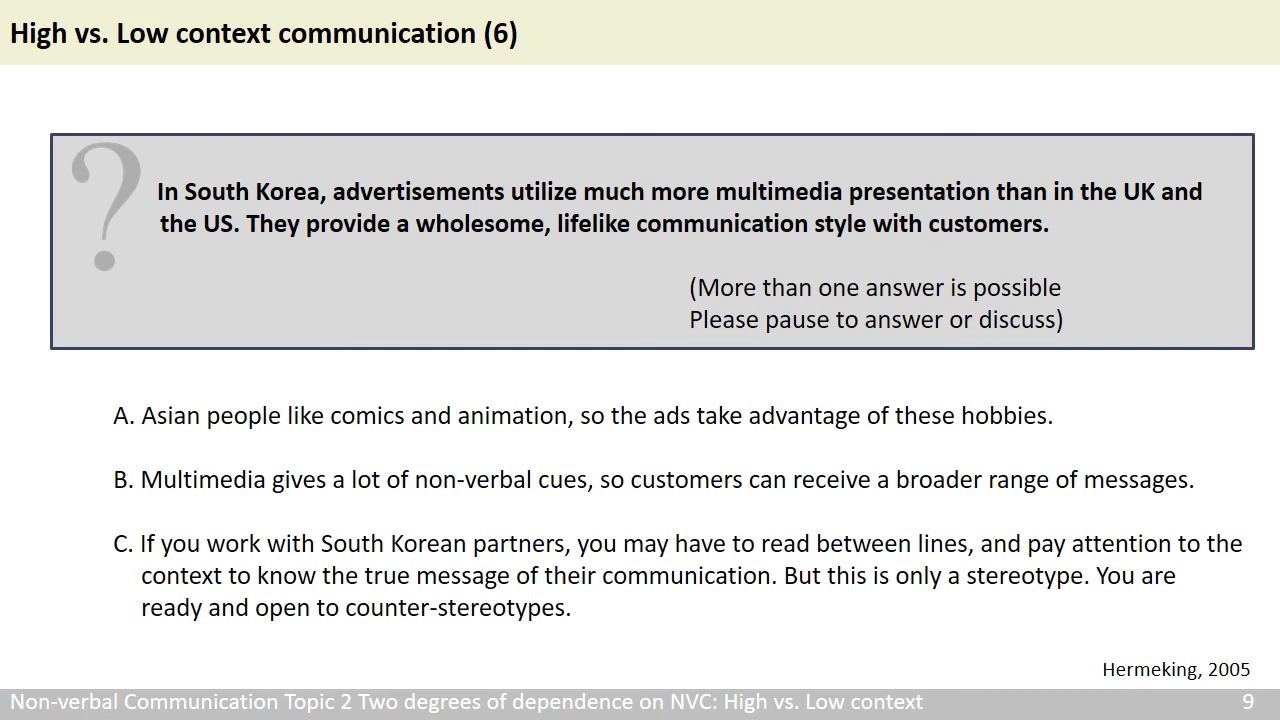 High vs. Low context communication (6)
?
In South Korea, advertisements utilize much more multimedia presentation than in the UK and
the US. They provide a wholesome, lifelike communication style with customers.
(More than one answer is possible
Please pause to answer or discuss)
A. Asian people like comics and animation, so the ads take advantage of these hobbies.
B. Multimedia gives a lot of non-verbal cues, so customers can receive a broader range of messages.
C. If you work with South Korean partners, you may have to read between lines, and pay attention to the
context to know the true message of their communication. But this is only a stereotype. You are
ready and open to counter-stereotypes.
Hermeking, 2005
Non-verbal Communication Topic 2 Two degrees of dependence on NVC: High vs. Low context 9